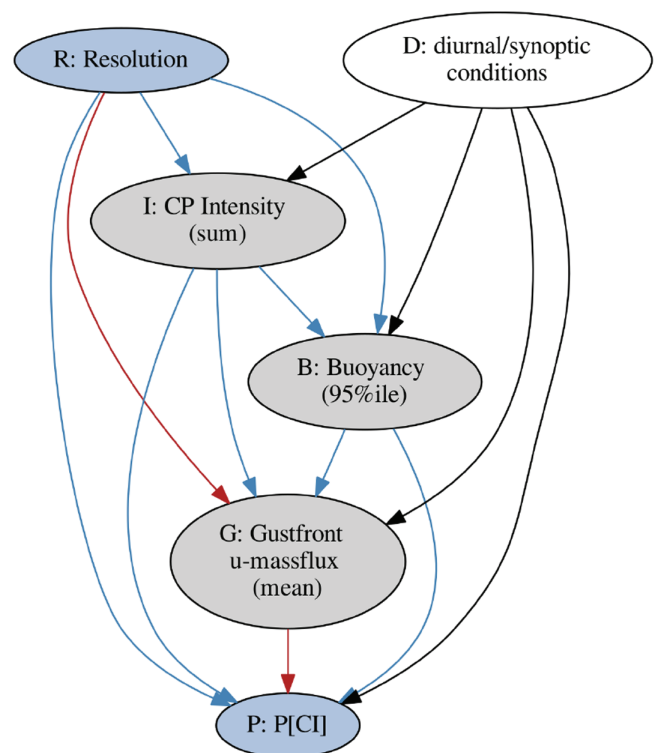 R: Resolution
D: diurnal/synoptic
conditions
I: CP Intensity
(sum)
B: Buoyancy
(95%ile)
G: Gustfront
u-massflux
(mean)
P: P[CI]